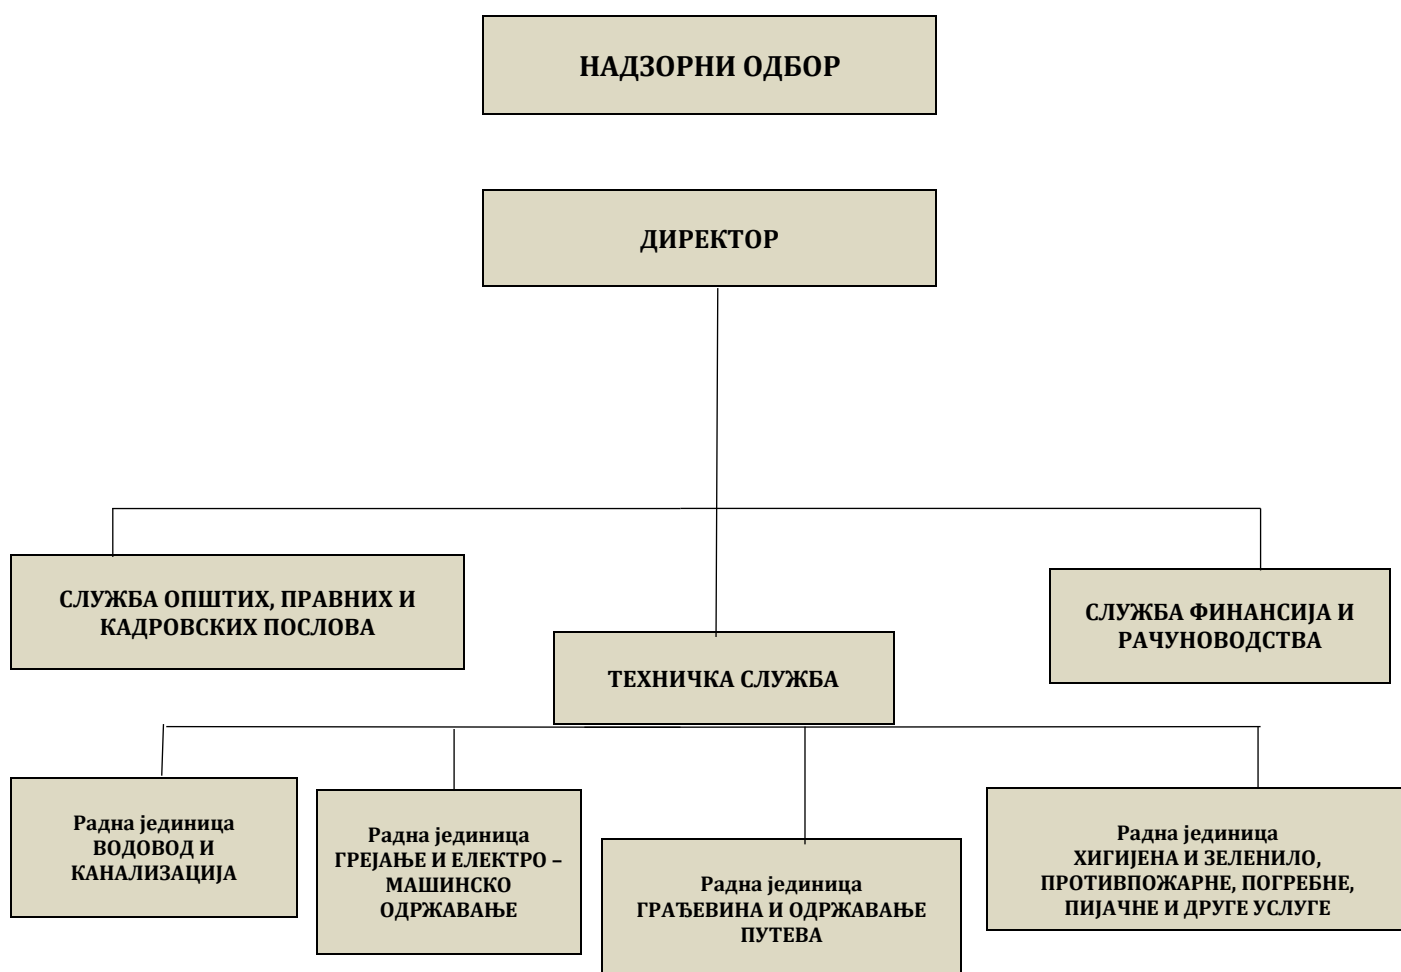 НАДЗОРНИ ОДБОР
ДИРЕКТОР
СЛУЖБА ОПШТИХ, ПРАВНИХ И
КАДРОВСКИХ ПОСЛОВА
СЛУЖБА ФИНАНСИЈА И
РАЧУНОВОДСТВА
ТЕХНИЧКА СЛУЖБА
Радна јединица
ВОДОВОД И
КАНАЛИЗАЦИЈА
Радна јединица
ГРЕЈАЊЕ И ЕЛЕКТРО –
МАШИНСКО
ОДРЖАВАЊЕ
Радна јединица
ГРАЂЕВИНА И ОДРЖАВАЊЕ
ПУТЕВА
Радна јединица
ХИГИЈЕНА И ЗЕЛЕНИЛО,
ПРОТИВПОЖАРНЕ, ПОГРЕБНЕ,
ПИЈАЧНЕ И ДРУГЕ УСЛУГЕ